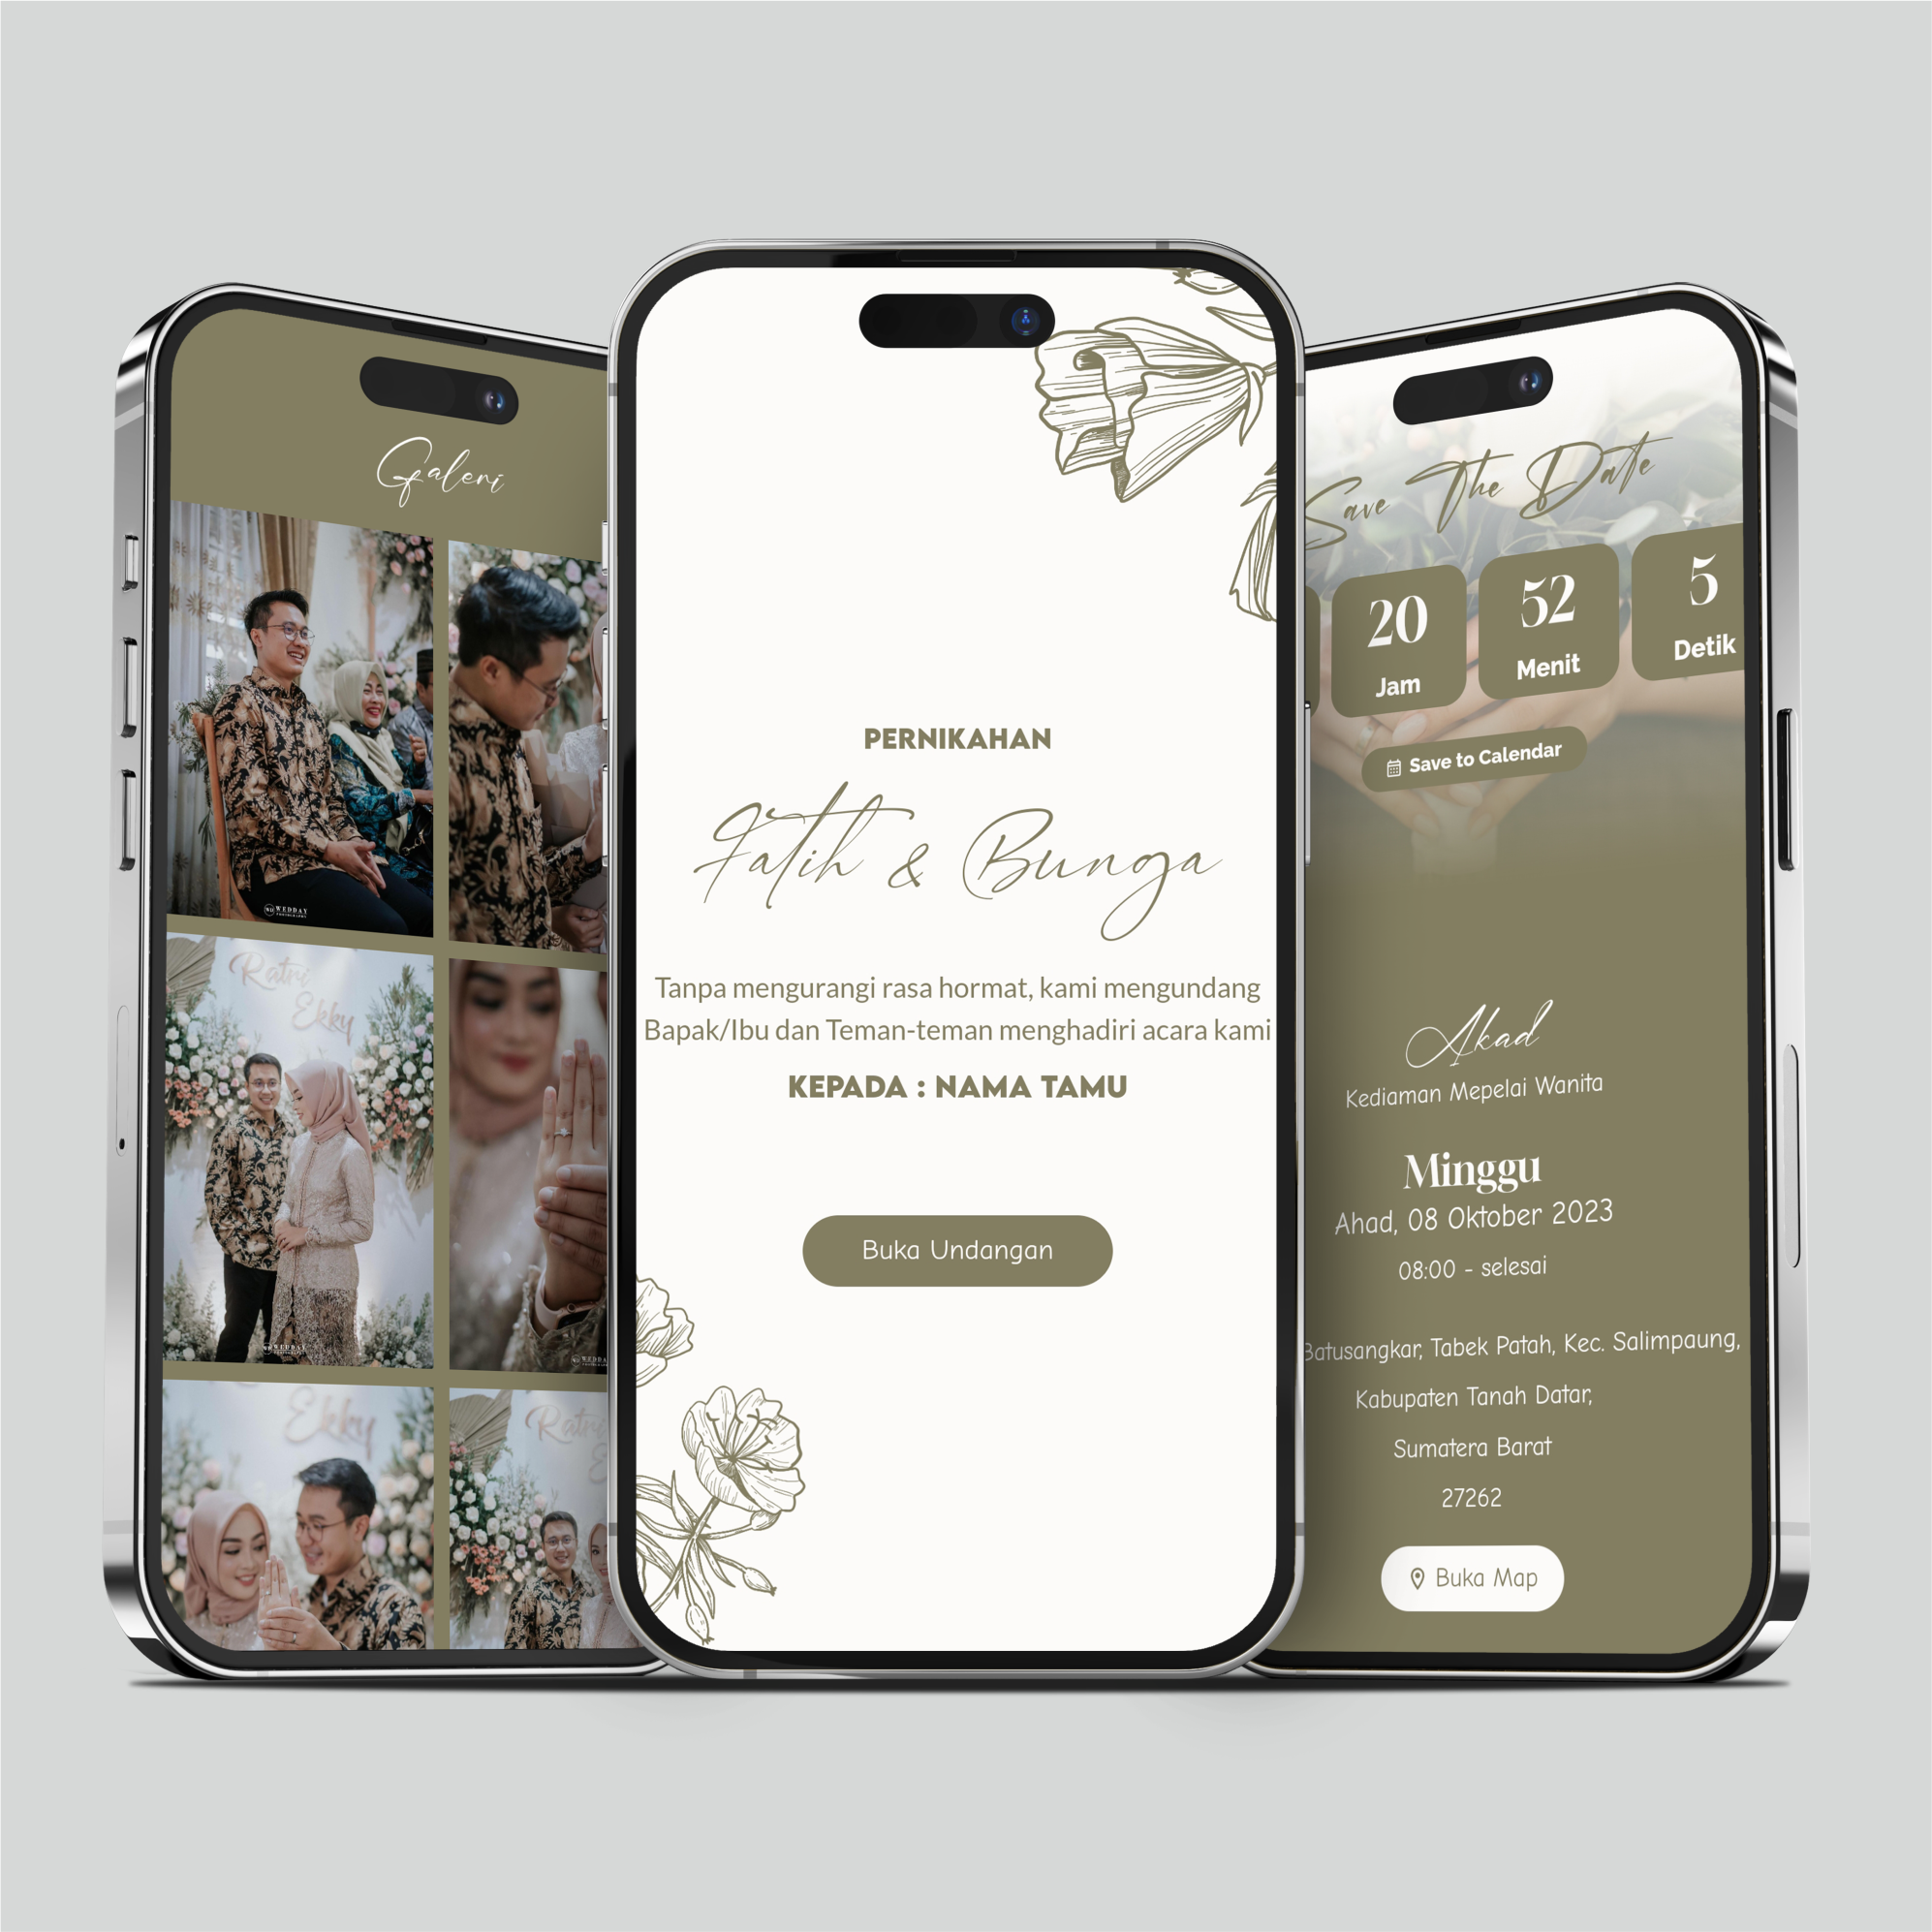 Galeri
WEDDAY
Ratri
Ekky
WEDDAY
WEDDA
Ekky
Ratri
PERNIKAHAN
Fatih & Bunga
Tanpa mengurangi rasa hormat, kami mengundang
Bapak/Ibu dan Teman-teman menghadiri acara kami
KEPADA : NAMA TAMU
Buka Undangan
Save The Date
20 52 5
Jam Menit Detik
Save to Calendar
Akad
Kediaman Mepelai Wanita
Minggu
Ahad, 08 Oktober 2023
08:00 - selesai
Batusangkar, Tabek Patah, Kec. Salimpaung,
Kabupaten Tanah Datar,
Sumatera Barat
27262
Buka Map